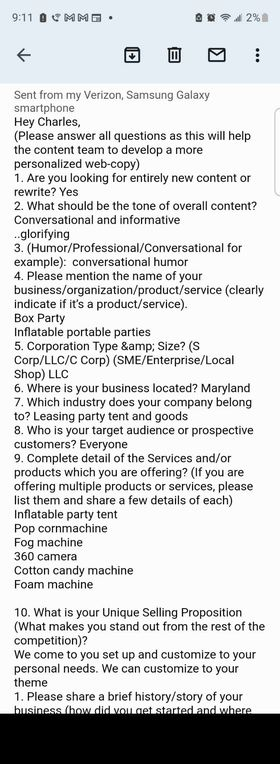 9:11
2%
Sent from my Verizon, Samsung Galaxy
smartphone
Hey Charles,
(Please answer all questions as this will help
the content team to develop a more
personalized web-copy)
1. Are you looking for entirely new content or
rewrite? Yes
2. What should be the tone of overall content?
Conversational and informative
..glorifying
3. (Humor/Professional/Conversational for
example):  conversational humor
4. Please mention the name of your
business/organization/product/service (clearly
indicate if it's a product/service).
Box Party
Inflatable portable parties
5. Corporation Type &amp; Size? (S
Corp/LLC/C Corp) (SME/Enterprise/Local
Shop) LLC
6. Where is your business located? Maryland
7. Which industry does your company belong
to? Leasing party tent and goods
8. Who is your target audience or prospective
customers? Everyone
9. Complete detail of the Services and/or
products which you are offering? (If you are
offering multiple products or services, please
list them and share a few details of each)
Inflatable party tent
Pop cornmachine
Fog machine
360 camera
Cotton candy machine
Foam machine
10. What is your Unique Selling Proposition
(What makes you stand out from the rest of the
competition)?
We come to you set up and customize to your
personal needs. We can customize to your
theme
1. Please share a brief history/story of your
business (how did you get started and where